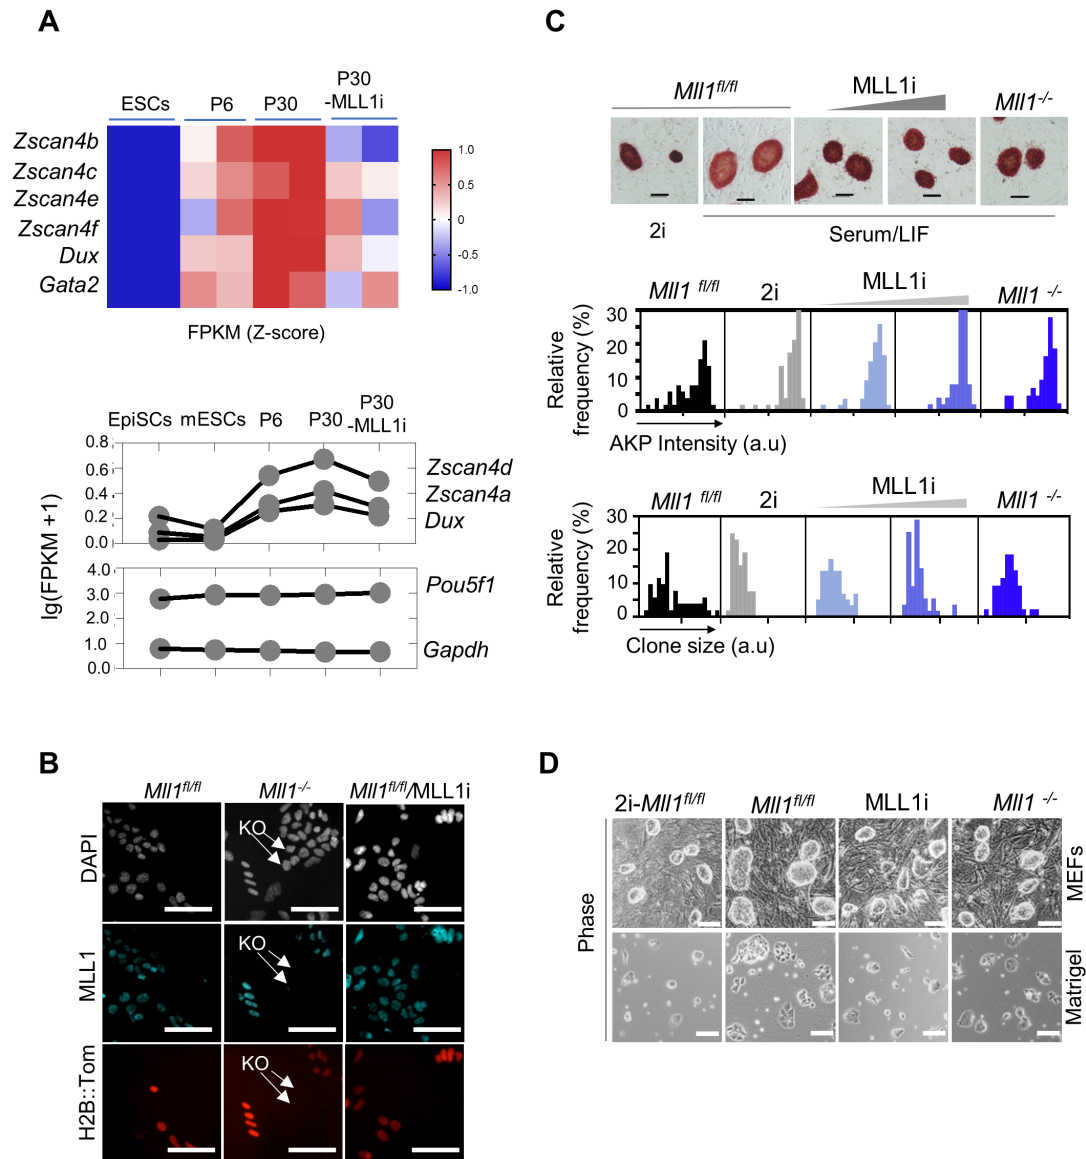 A
ESCs P6 P30 P30 -MLL1i
Zscan4b
Zscan4c
Zscan4e
Zscan4f
Dux
Gata2
1.0
0.5
0
-0.5
-1.0
FPKM (Z-score)
EpiSCs mESCs P6 P30 P30 -MLL1i
0.8
0.6
0.4
0.2
0.0
Zscan4d
Zscan4a
Dux
4.0
3.0
2.0
1.0
0.0
Pou5f1
Gapdh
lg(FPKM +1)
B
Mll1fl/fl Mll1-/- Mll1fl/fl/MLL1i
DAPI
KO
MLL1
KO
H2B::Tom
KO
C
Mll1fl/fl MLL1i Mll1-/-
2i Serum/LIF
Mll1 fl/fl 2i MLL1i Mll1 -/-
Relative frequency (%)
30
20
10
0
AKP Intensity (a.u)
Mll1 fl/fl 2i MLL1i Mll1 -/-
Relative frequency (%)
30
20
10
0
Clone size (a.u)
D
2i-Mll1fl/fl Mll1fl/fl MLL1i Mll1 -/-
Phase
MEFs
Matrigel